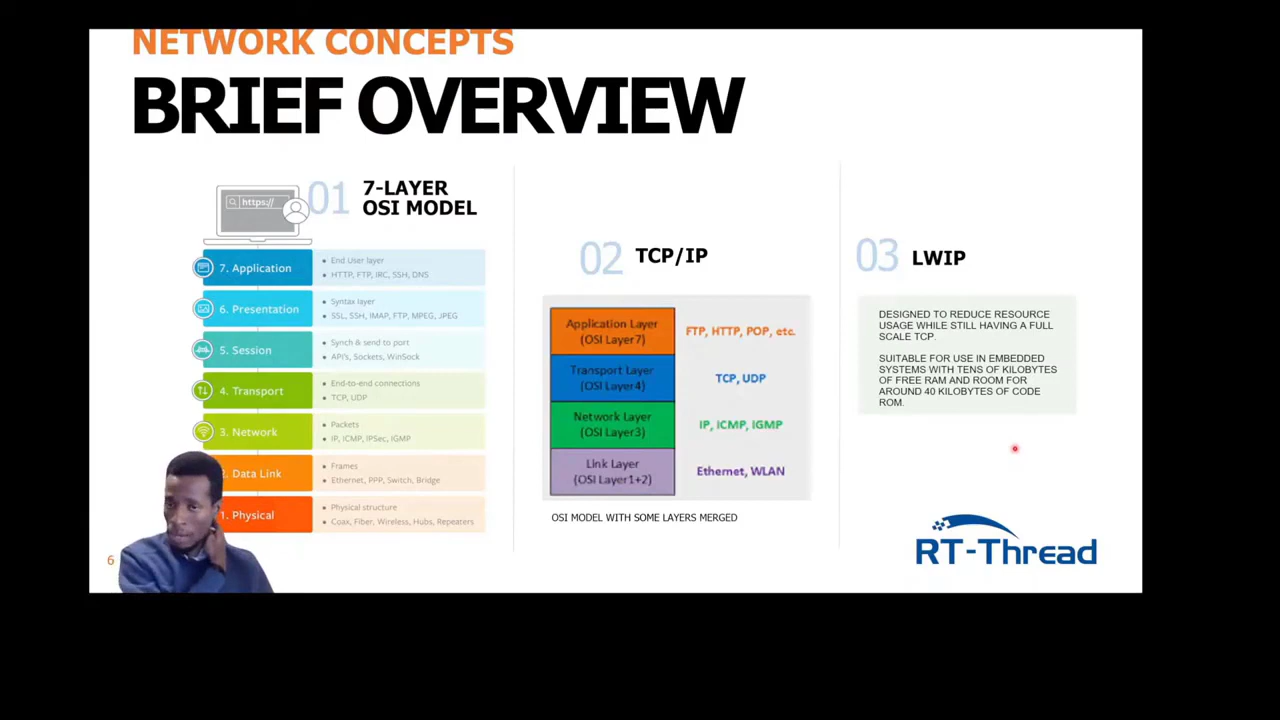 NETWORK CONCEPTS
BRIEF OVERVIEW
https://
01
7-LAYER
OSI MODEL
7. Application
End User layer
HTTP, FTP, IRC, SSH, DNS
6. Presentation
Syntax layer
SSL, SSH, IMAP, FTP, MPEG, JPEG
5. Session
Synch & send to port
API's, Sockets, WinSock
4. Transport
End-to-end connections
TCP, UDP
3. Network
Packets
IP, ICMP, IPSec, IGMP
Data Link
Frames
Ethernet, PPP, Switch, Bridge
1. Physical
Physical structure
Coax, Fiber, Wireless, Hubs, Repeaters
02
TCP/IP
Application Layer
(OSI Layer7)
FTP, HTTP, POP, etc.
Transport Layer
(OSI Layer4)
TCP, UDP
Network Layer
(OSI Layer3)
IP, ICMP, IGMP
Link Layer
(OSI Layer1+2)
Ethernet, WLAN
OSI MODEL WITH SOME LAYERS MERGED
03
LWIP
DESIGNED TO REDUCE RESOURCE
USAGE WHILE STILL HAVING A FULL
SCALE TCP.
SUITABLE FOR USE IN EMBEDDED
SYSTEMS WITH TENS OF KILOBYTES
OF FREE RAM AND ROOM FOR
AROUND 40 KILOBYTES OF CODE
ROM.
RT-Thread
6